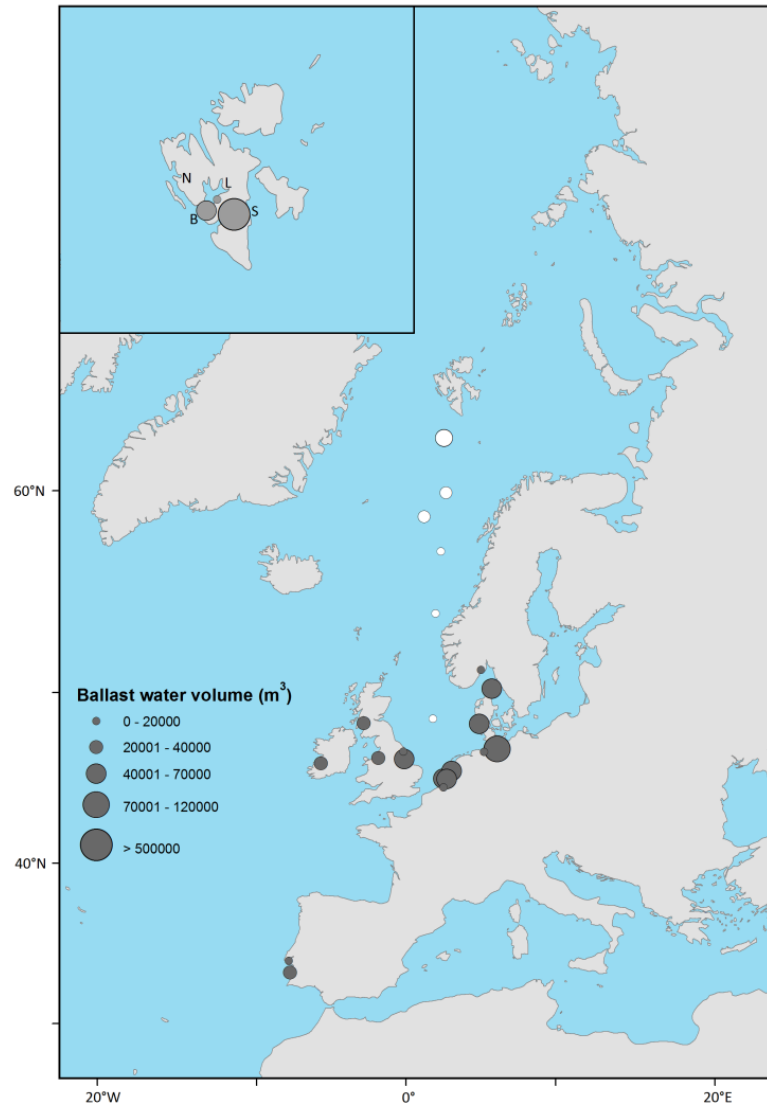 N
L
B
S
60°N
Ballast water volume (m³)
0 - 20000
20001 - 40000
40001 - 70000
70001 - 120000
> 500000
40°N
20°W
0°
20°E